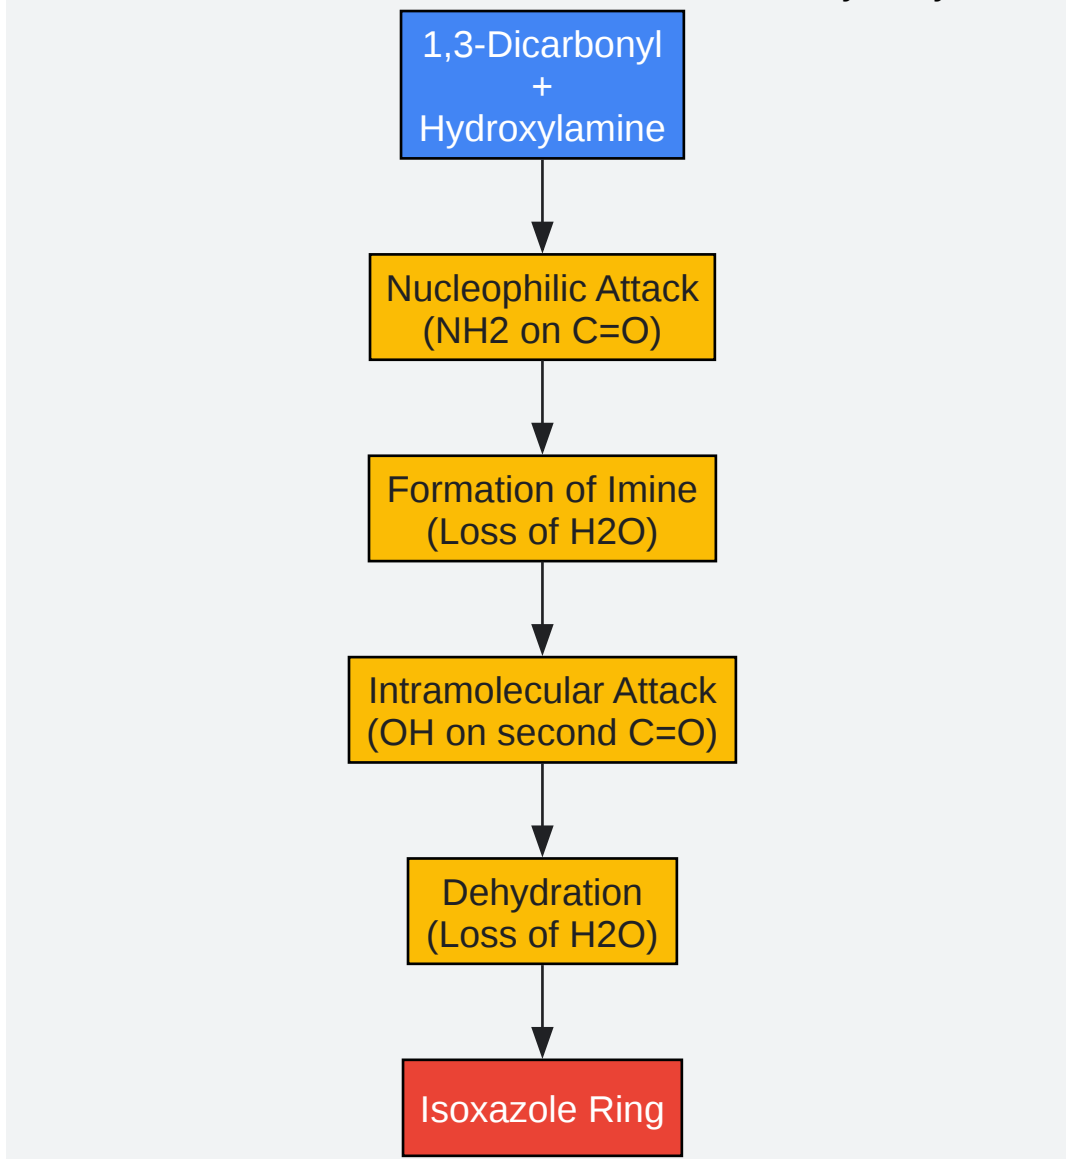 1,3-Dicarbonyl
+
Hydroxylamine
Nucleophilic Attack
(NH2 on C=O)
Formation of Imine
(Loss of H2O)
Intramolecular Attack
(OH on second C=O)
Dehydration
(Loss of H2O)
Isoxazole Ring